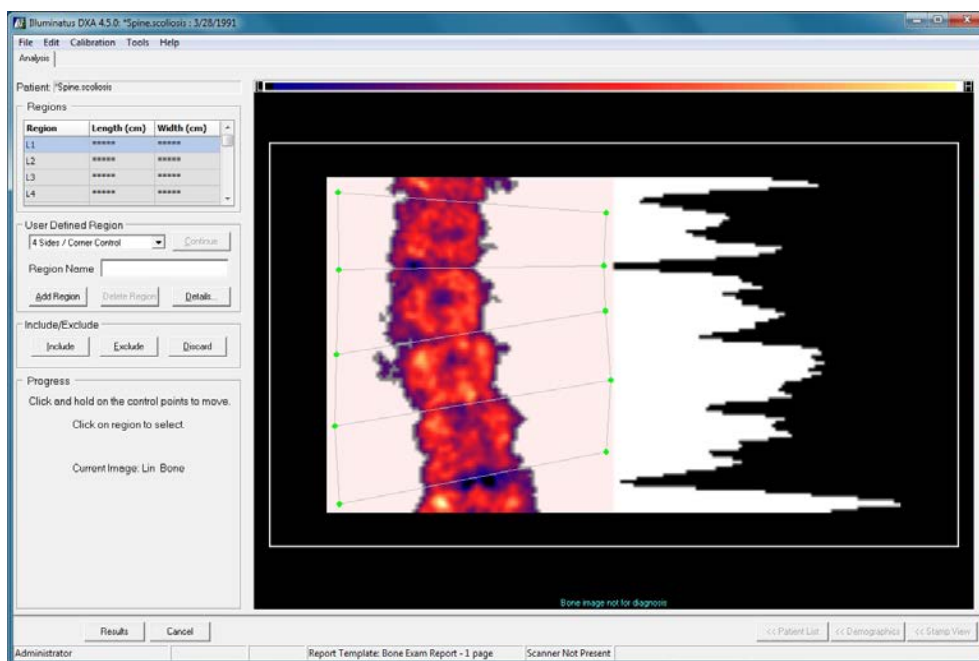 Illuminatus DXA 4.5.0: *Spine.scoliosis : 3/28/1991
File Edit Calibration Tools Help
Analysis
Patient: *Spine.scoliosis
L H
Regions
Region Length (cm) Width (cm)
L1 ***** *****
L2 ***** *****
L3 ***** *****
L4 ***** *****
User Defined Region
4 Sides / Corner Control Continue
Region Name
Add Region Delete Region Details...
Include/Exclude
Include Exclude Discard
Progress
Click and hold on the control points to move.
Click on region to select.
Current Image: Lin Bone
Bone image not for diagnosis
Results Cancel << Patient List << Demographics << Stamp View
Administrator Report Template: Bone Exam Report - 1 page Scanner Not Present